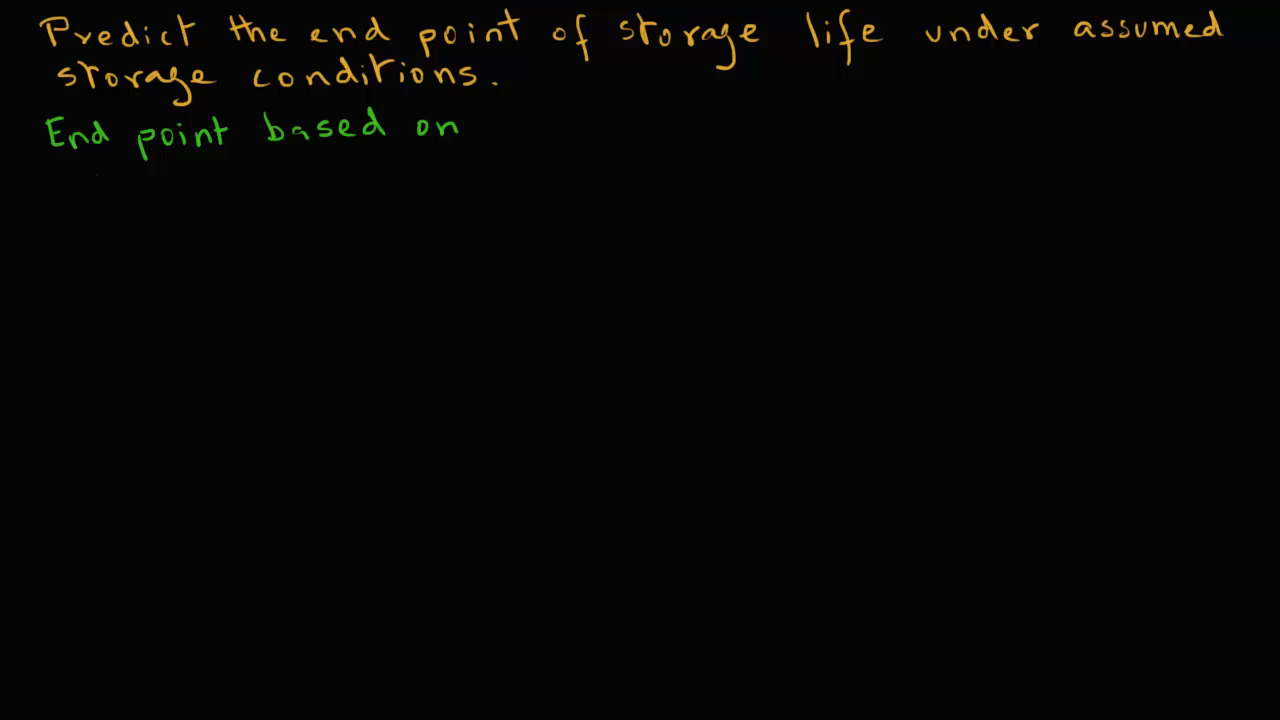 Predict the end point of storage life under assumed
storage conditions.
End point based on